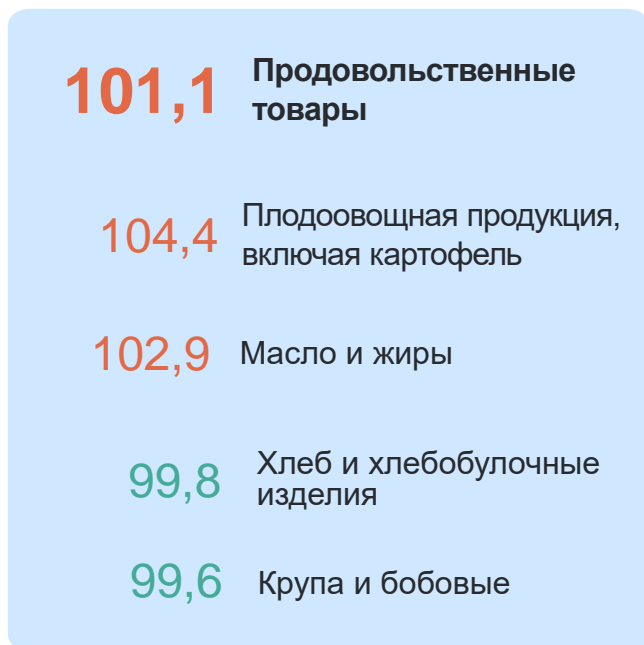 101,1 Продовольственные
товары
104,4 Плодоовощная продукция,
включая картофель
102,9 Масло и жиры
99,8 Хлеб и хлебобулочные
изделия
99,6 Крупа и бобовые